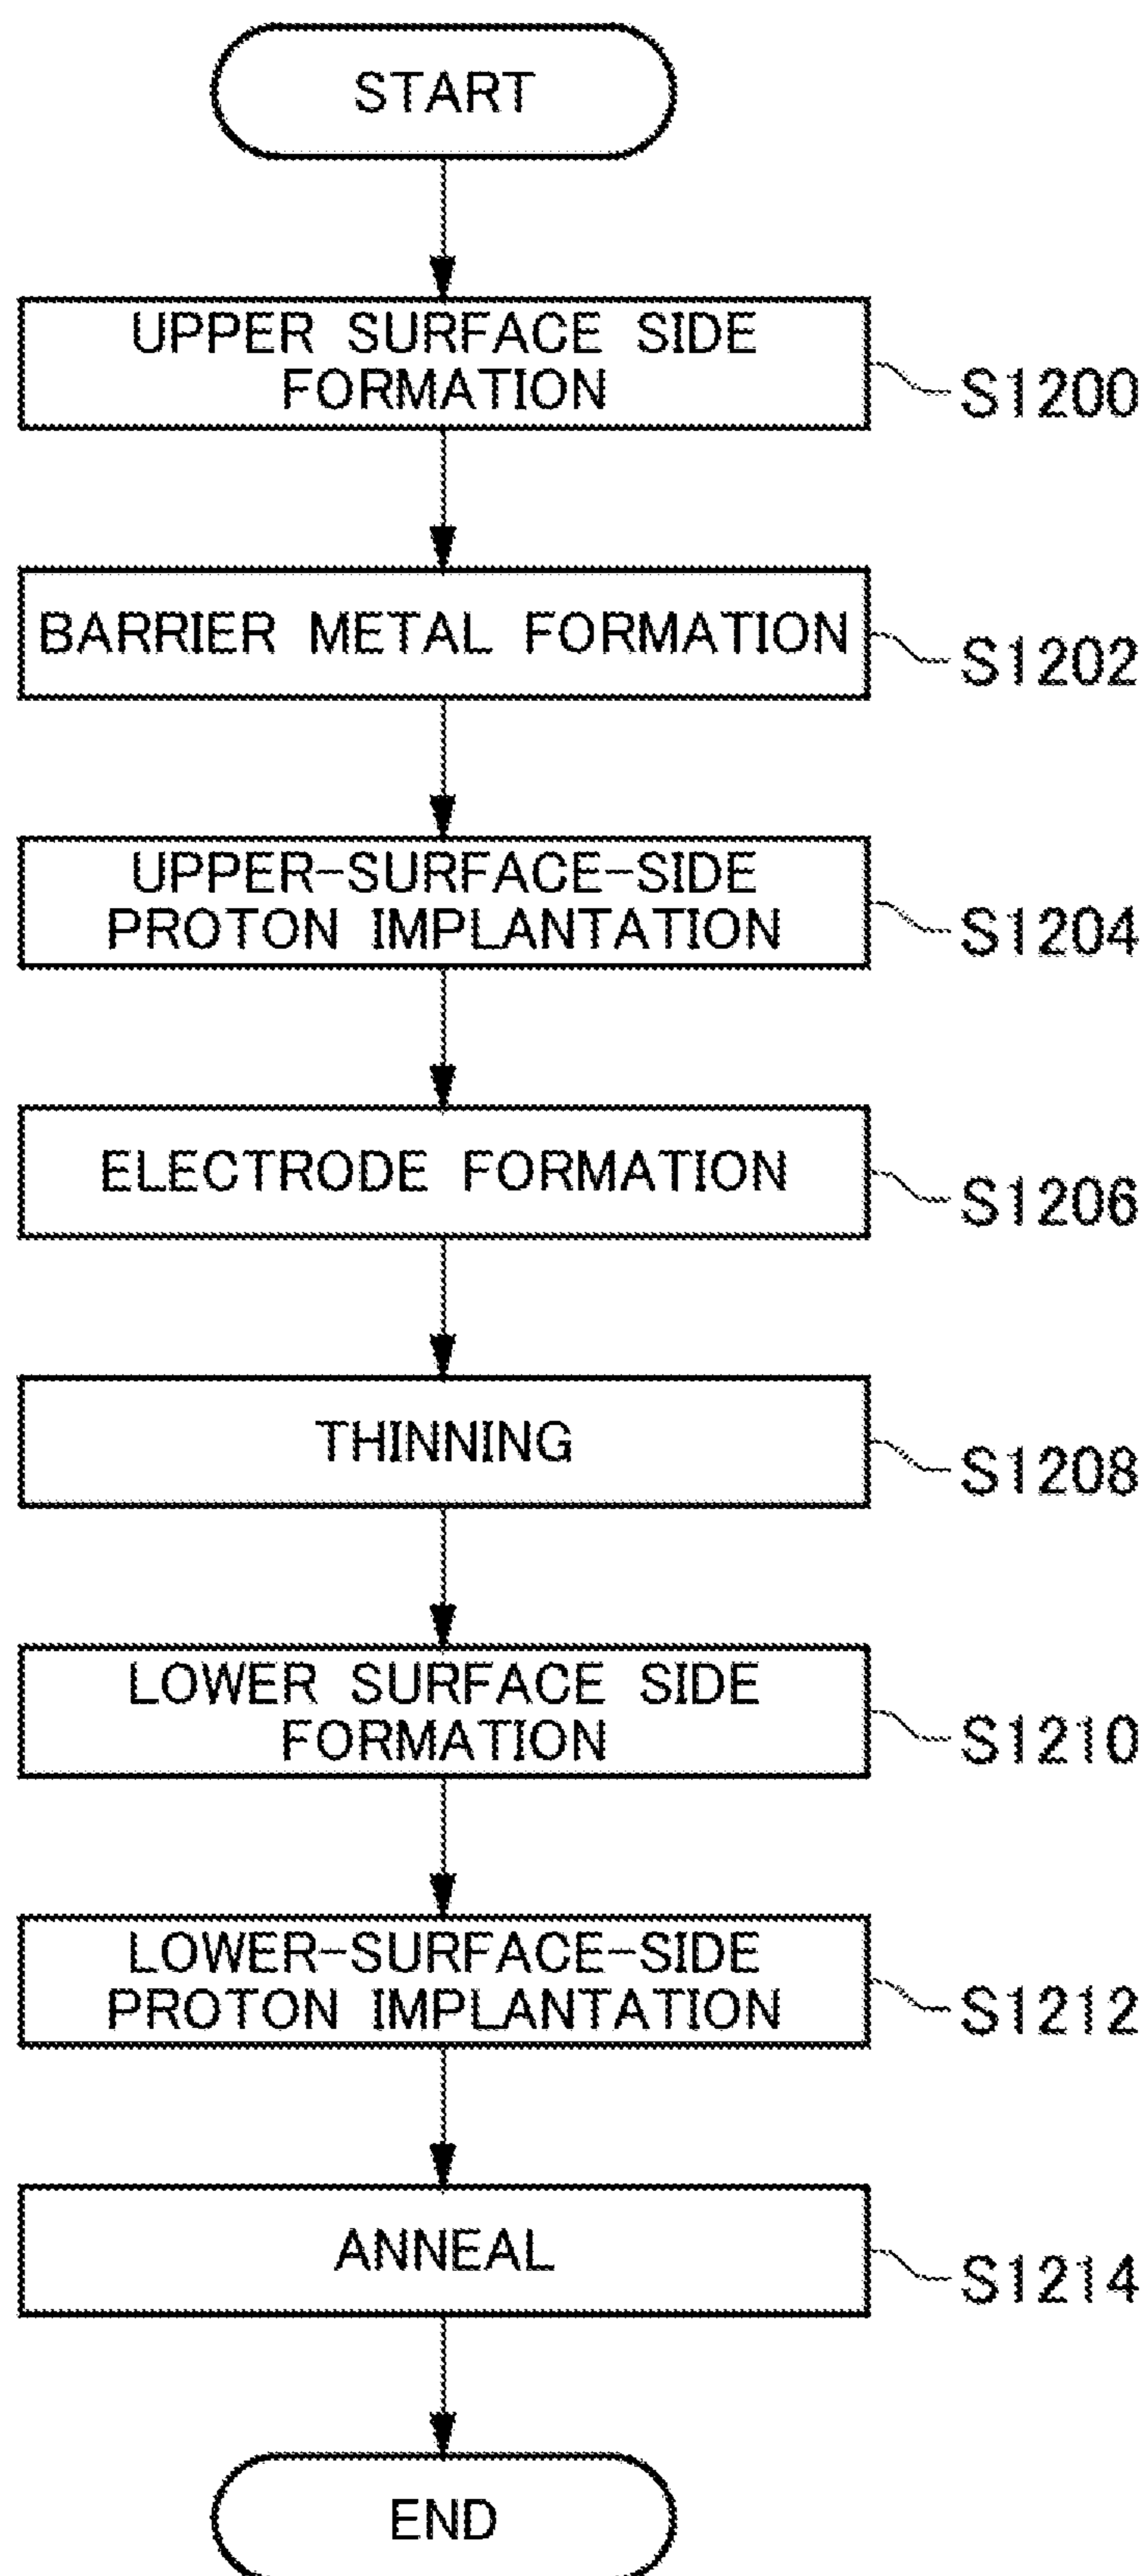 START
UPPER SURFACE SIDE
FORMATION
S1200
BARRIER METAL FORMATION
S1202
UPPER-SURFACE-SIDE
PROTON IMPLANTATION
S1204
ELECTRODE FORMATION
S1206
THINNING
S1208
LOWER SURFACE SIDE
FORMATION
S1210
LOWER-SURFACE-SIDE
PROTON IMPLANTATION
S1212
ANNEAL
S1214
END